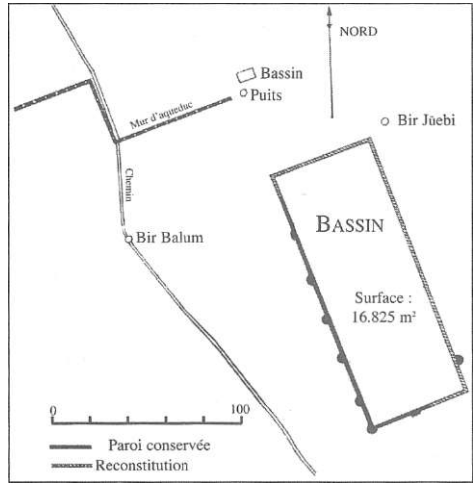 NORD
Bassin
Puits
Mur d'aqueduc
Bir Jūebi
Chemin
BASSIN
Bir Balum
Surface :
16.825 m²
0 100
Paroi conservée
Reconstitution